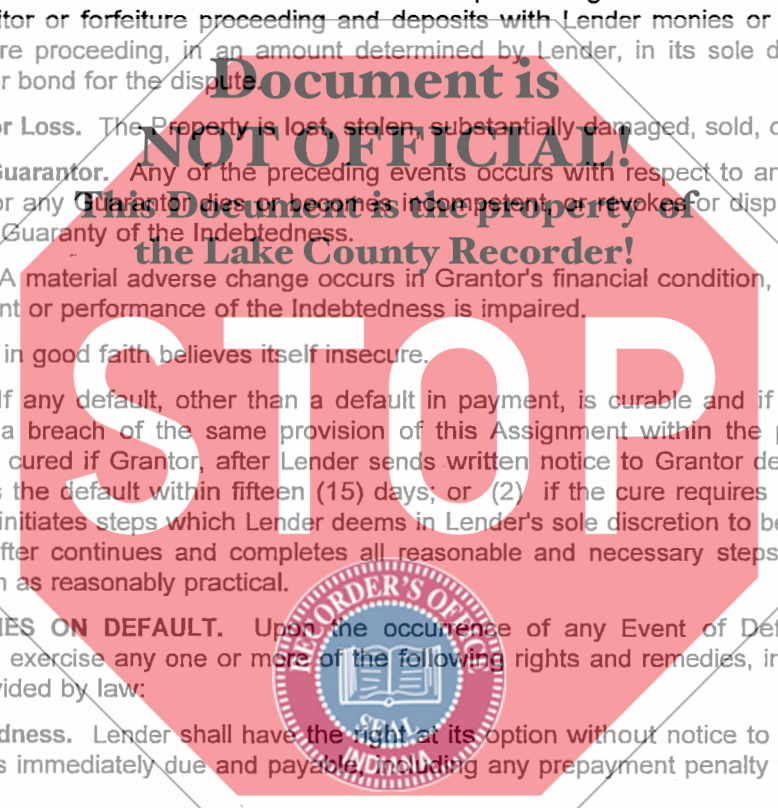 itor or forfeiture proceeding and deposits with Lender monies or
re proceeding, in an amount determined by Lender, in its sole d
r bond for the dispute.
Document is
or Loss. The Property is lost, stolen, substantially damaged, sold, o
NOT OFFICIAL!
Guarantor. Any of the preceding events occurs with respect to an
or any Guarantor dies or becomes incompetent, or revokes or disp
This Document is the property of
Guaranty of the Indebtedness.
the Lake County Recorder!
A material adverse change occurs in Grantor's financial condition,
nt or performance of the Indebtedness is impaired.
in good faith believes itself insecure.
STOP
If any default, other than a default in payment, is curable and if
a breach of the same provision of this Assignment within the p
cured if Grantor, after Lender sends written notice to Grantor de
s the default within fifteen (15) days; or (2) if the cure requires
initiates steps which Lender deems in Lender's sole discretion to be
fter continues and completes all reasonable and necessary steps
n as reasonably practical.
RECORDER'S OFFICE
SEAL
INDIANA
IES ON DEFAULT. Upon the occurrence of any Event of Def
exercise any one or more of the following rights and remedies, in
vided by law:
dness. Lender shall have the right at its option without notice to
s immediately due and payable, including any prepayment penalty